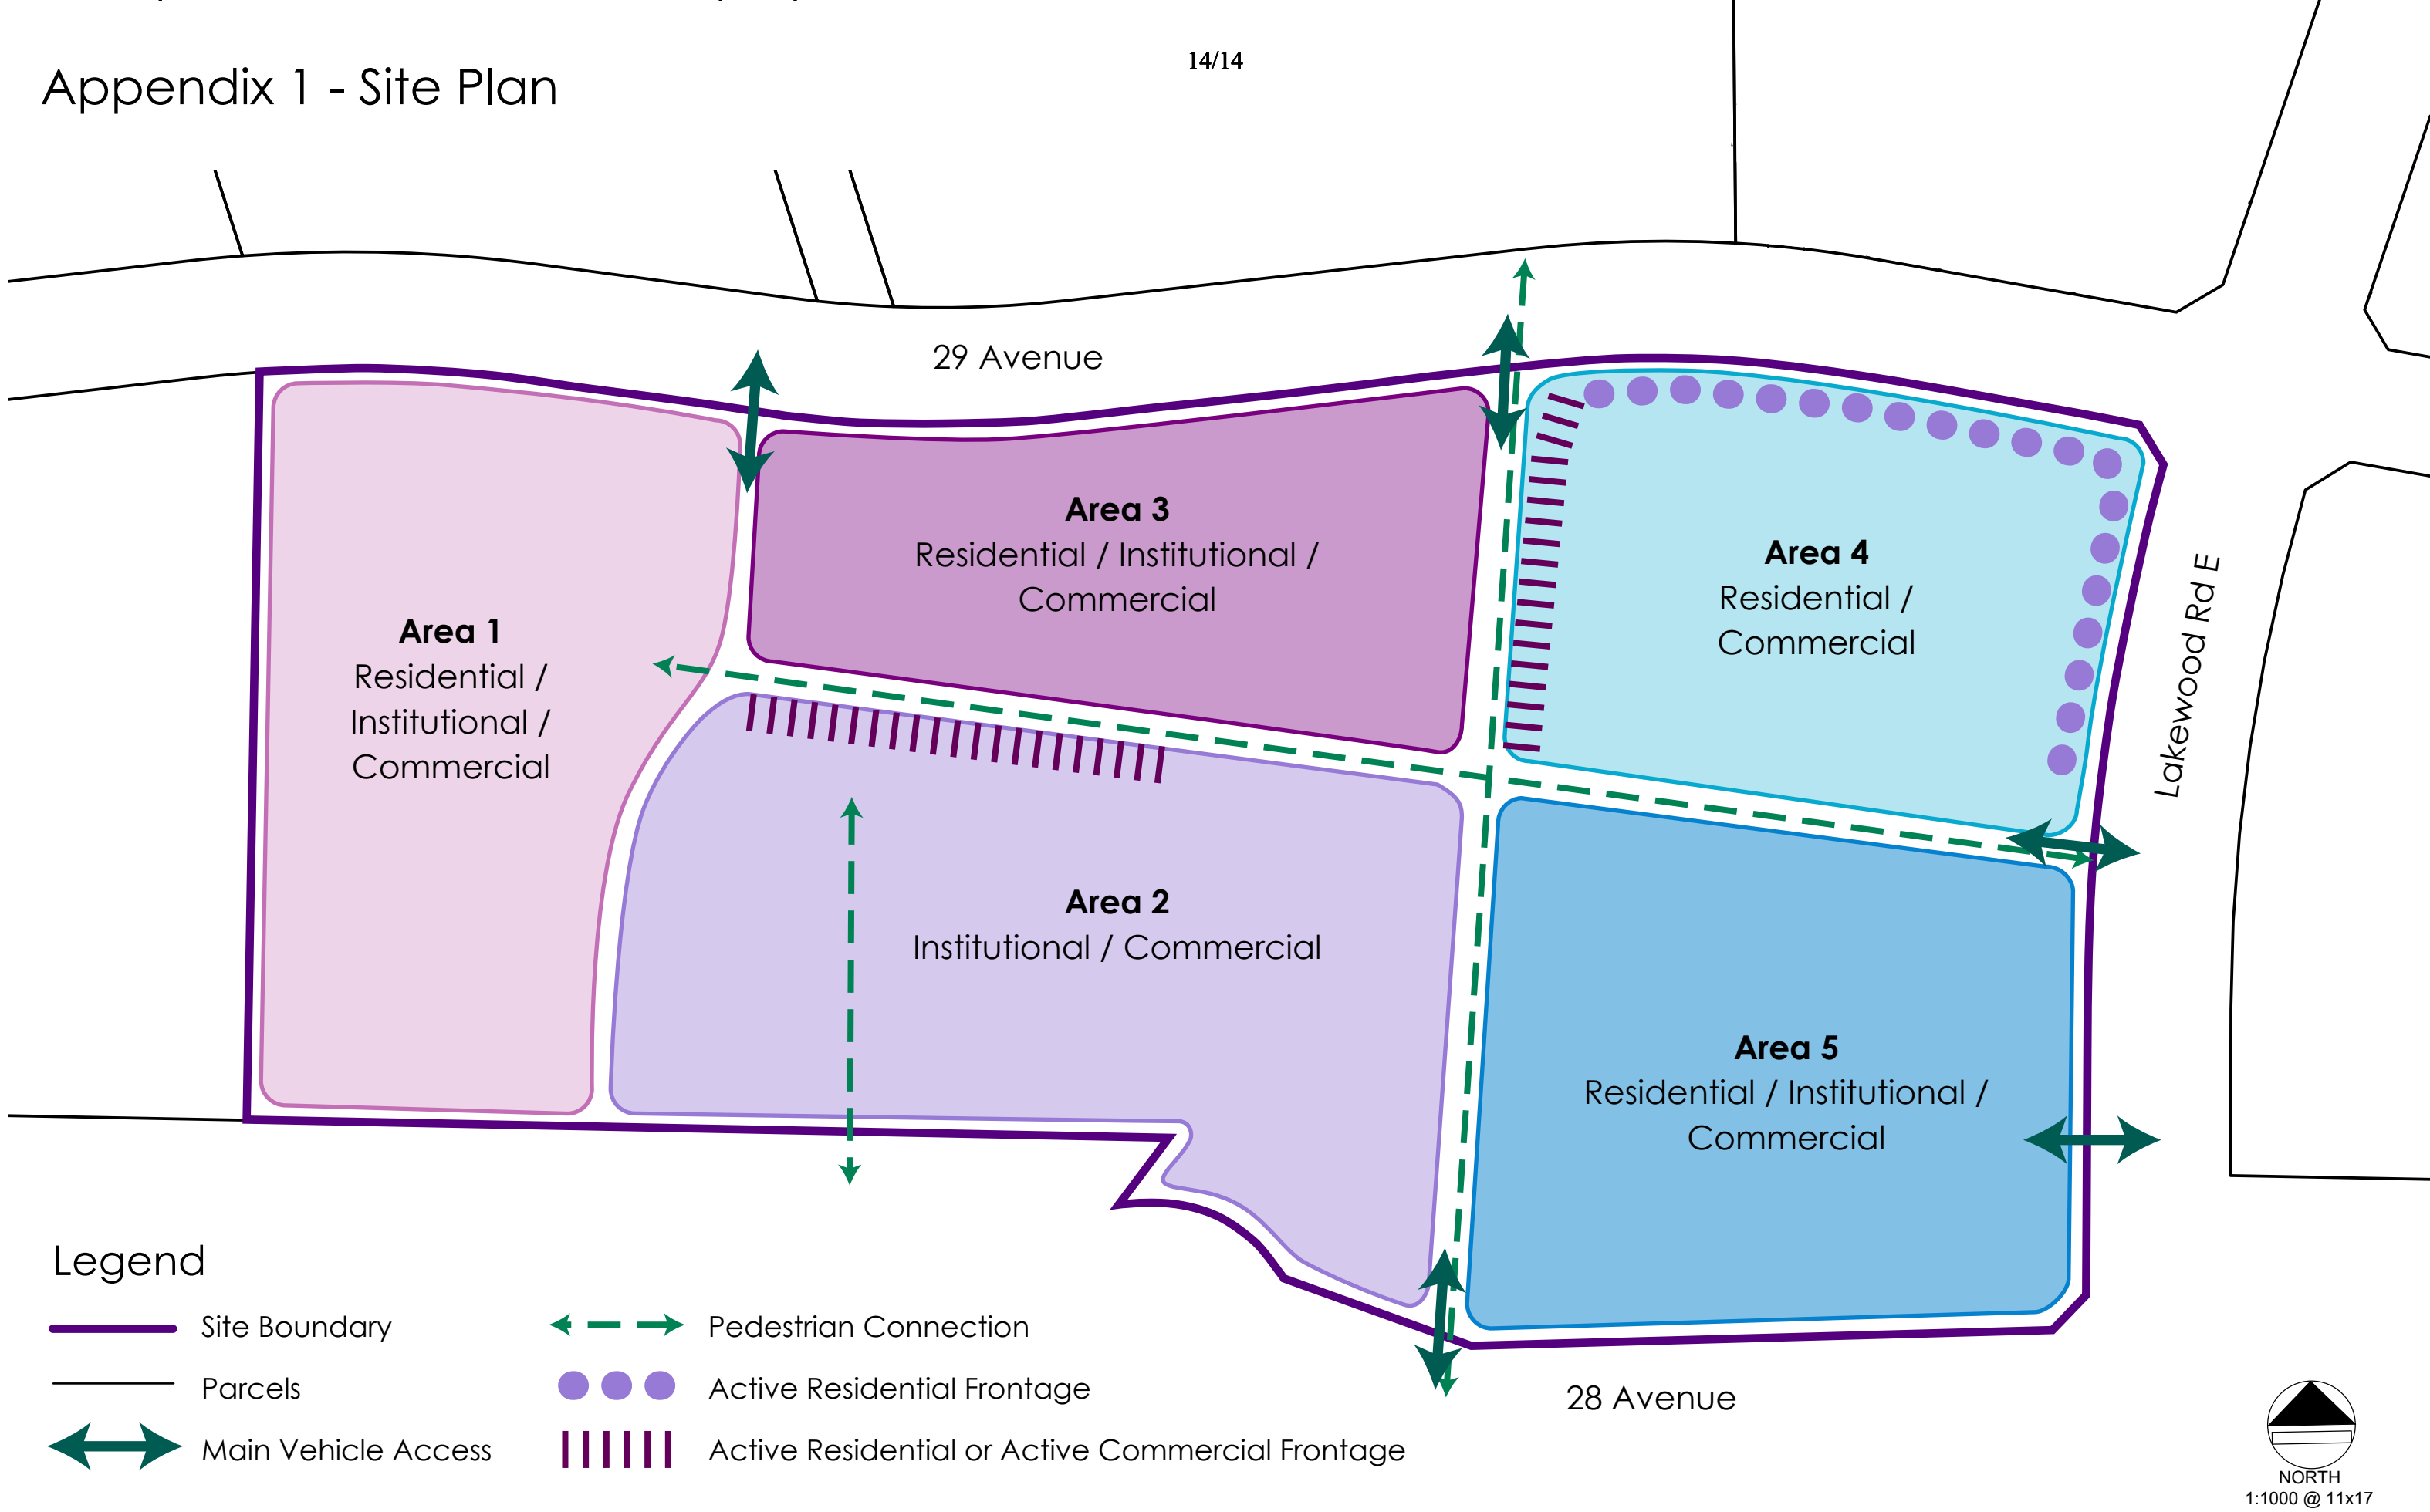 14/14
Appendix 1 - Site Plan
29 Avenue
Area 3
Residential / Institutional /
Commercial
Area 4
Residential /
Commercial
Area 1
Residential /
Institutional /
Commercial
Lakewood Rd E
Area 2
Institutional / Commercial
Area 5
Residential / Institutional /
Commercial
28 Avenue
Legend
Site Boundary
Parcels
Main Vehicle Access
Pedestrian Connection
Active Residential Frontage
Active Residential or Active Commercial Frontage
NORTH
1:1000 @ 11x17